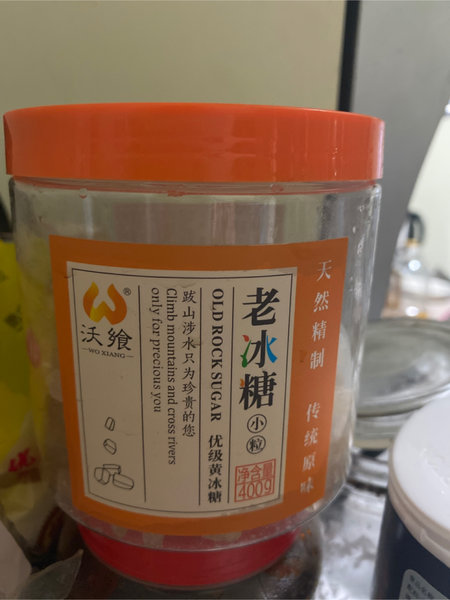 ®
沃飨
WO XIANG
跋山涉水只为珍贵的您
Climb mountains and cross rivers
only for precious you
老冰糖
小粒
OLD ROCK SUGAR
优级黄冰糖
净含量
400g
天然精制 传统原味